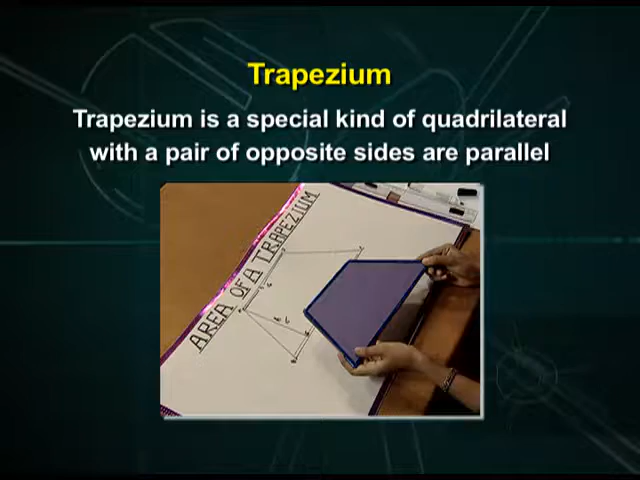 Trapezium
Trapezium is a special kind of quadrilateral
with a pair of opposite sides are parallel
AREA OF A TRAPEZIUM